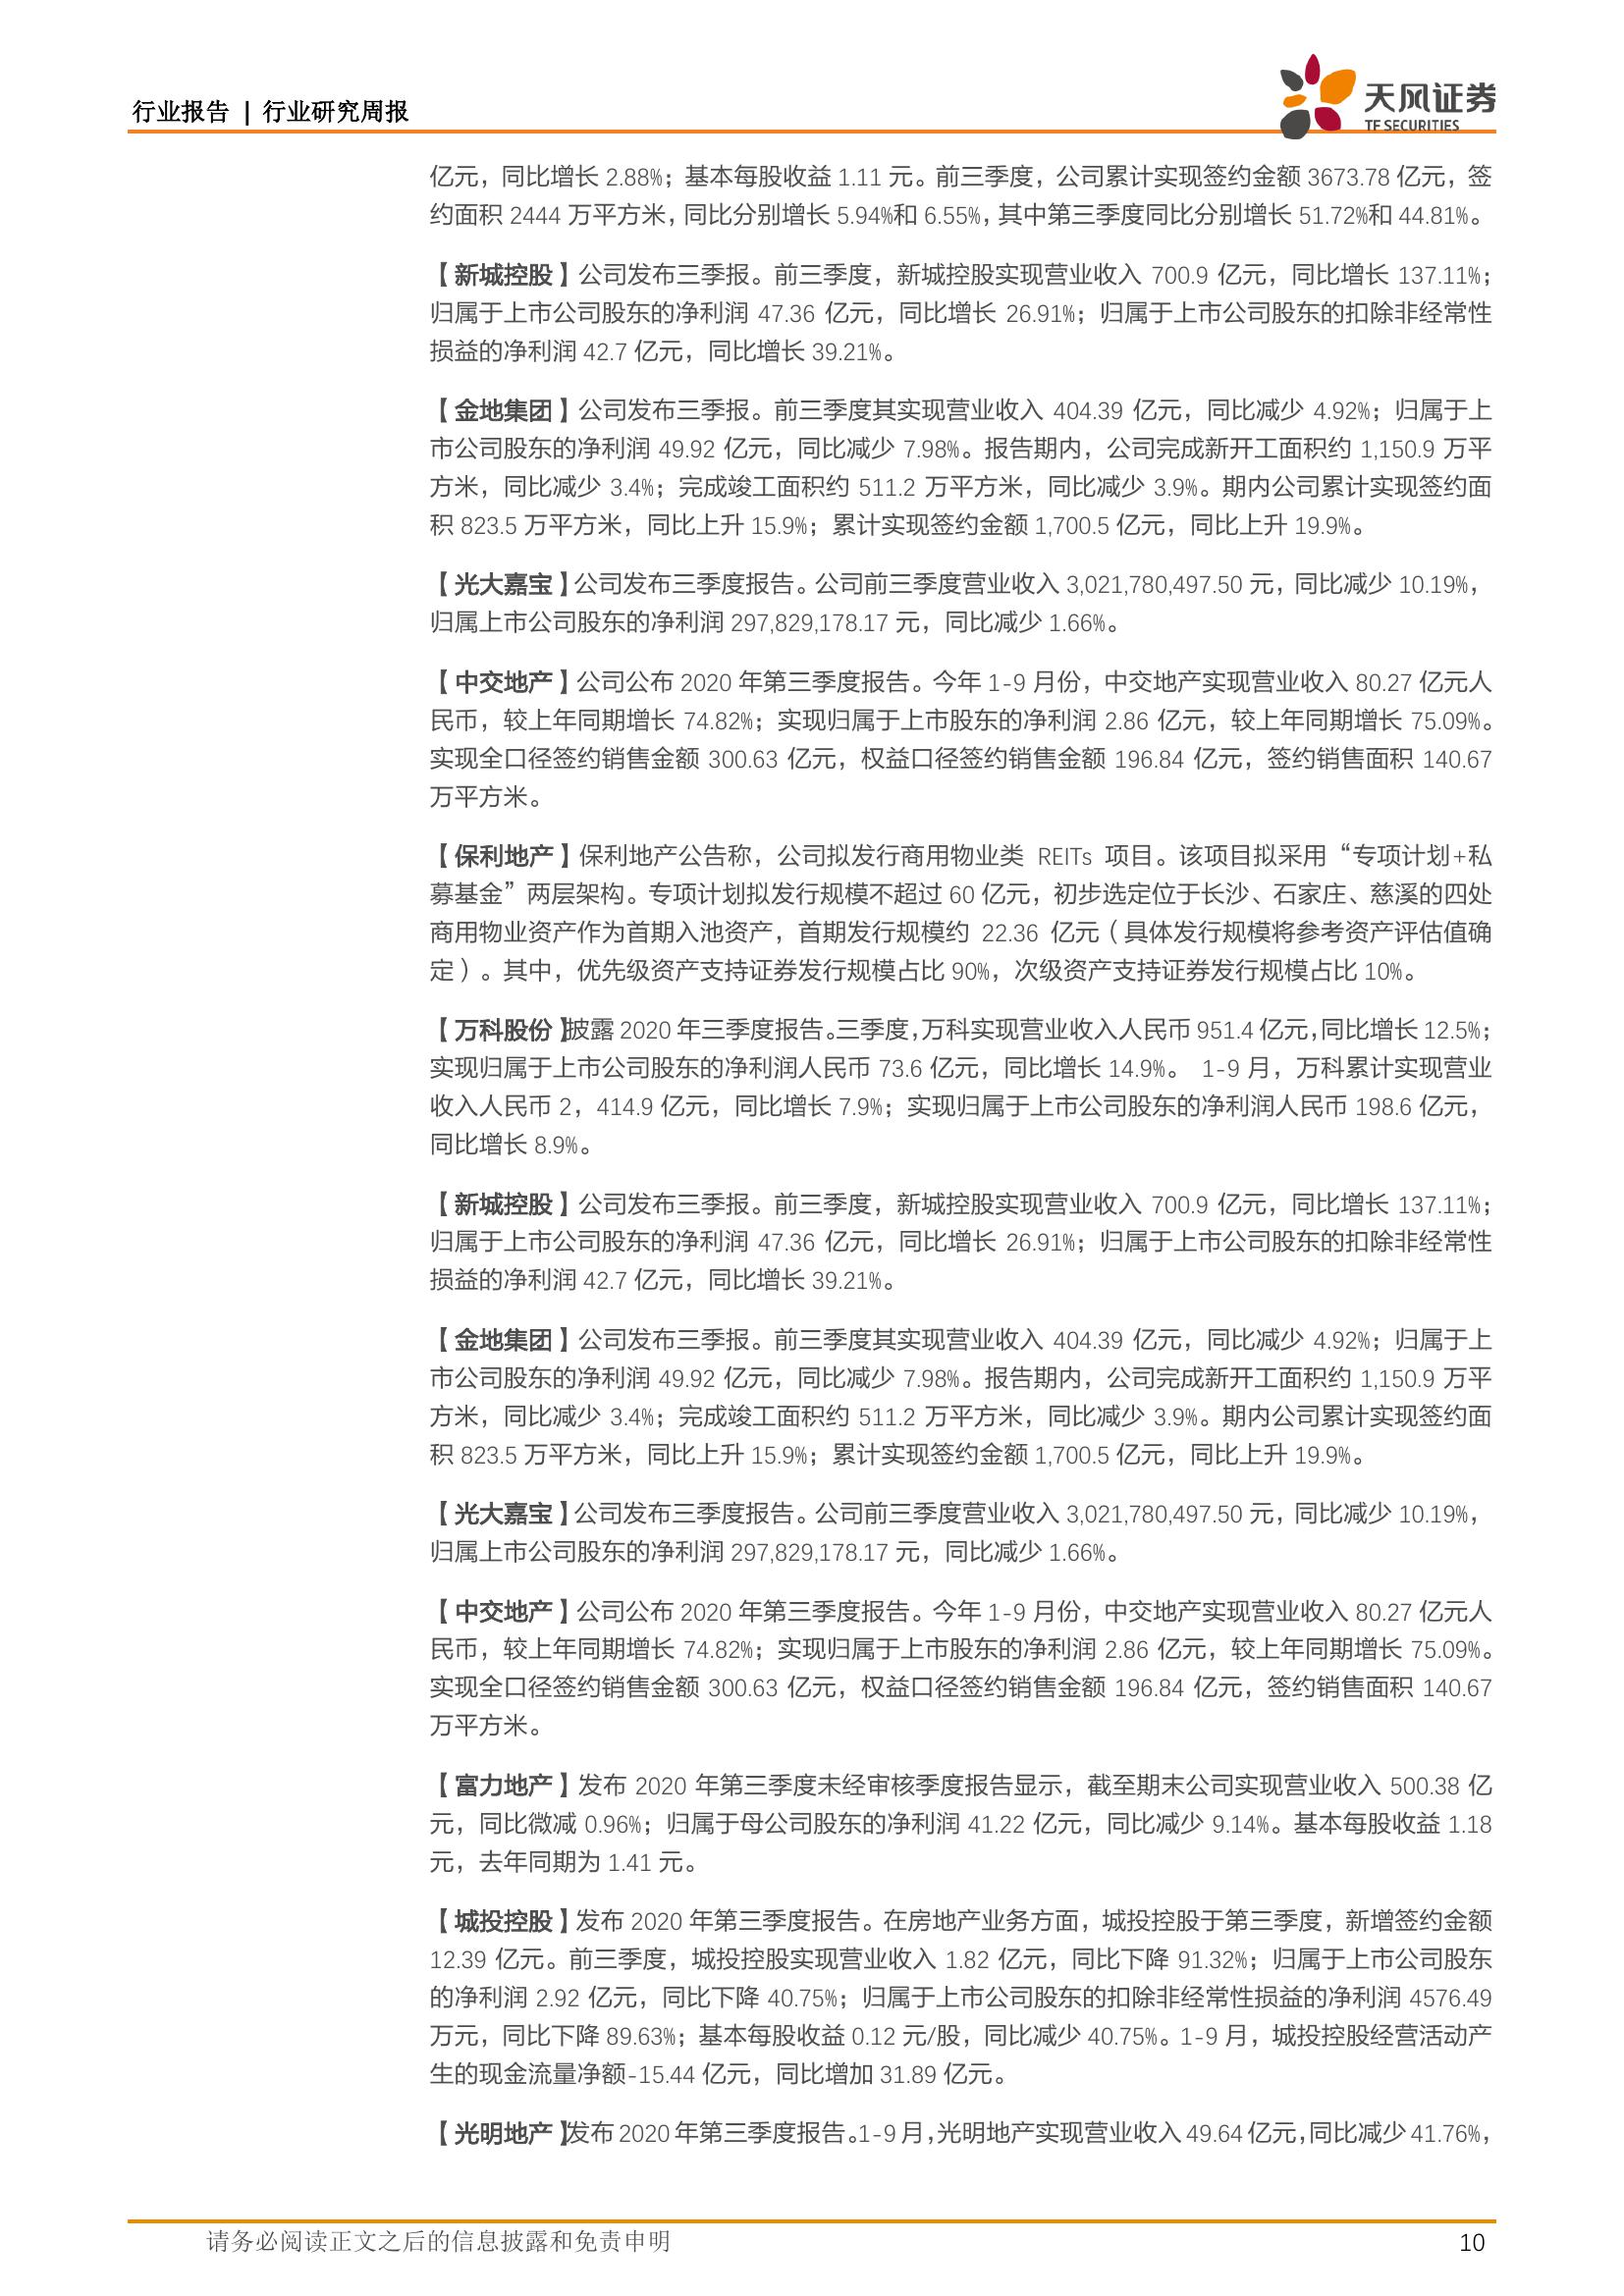 行业报告 | 行业研究周报
天风证券
TF SECURITIES
亿元，同比增长 2.88%；基本每股收益 1.11 元。前三季度，公司累计实现签约金额 3673.78 亿元，签
约面积 2444 万平方米，同比分别增长 5.94%和 6.55%，其中第三季度同比分别增长 51.72%和 44.81%。
【新城控股】公司发布三季报。前三季度，新城控股实现营业收入 700.9 亿元，同比增长 137.11%；
归属于上市公司股东的净利润 47.36 亿元，同比增长 26.91%；归属于上市公司股东的扣除非经常性
损益的净利润 42.7 亿元，同比增长 39.21%。
【金地集团】公司发布三季报。前三季度其实现营业收入 404.39 亿元，同比减少 4.92%；归属于上
市公司股东的净利润 49.92 亿元，同比减少 7.98%。报告期内，公司完成新开工面积约 1,150.9 万平
方米，同比减少 3.4%；完成竣工面积约 511.2 万平方米，同比减少 3.9%。期内公司累计实现签约面
积 823.5 万平方米，同比上升 15.9%；累计实现签约金额 1,700.5 亿元，同比上升 19.9%。
【光大嘉宝】公司发布三季度报告。公司前三季度营业收入 3,021,780,497.50 元，同比减少 10.19%，
归属上市公司股东的净利润 297,829,178.17 元，同比减少 1.66%。
【中交地产】公司公布 2020 年第三季度报告。今年 1-9 月份，中交地产实现营业收入 80.27 亿元人
民币，较上年同期增长 74.82%；实现归属于上市股东的净利润 2.86 亿元，较上年同期增长 75.09%。
实现全口径签约销售金额 300.63 亿元，权益口径签约销售金额 196.84 亿元，签约销售面积 140.67
万平方米。
【保利地产】保利地产公告称，公司拟发行商用物业类 REITs 项目。该项目拟采用“专项计划+私
募基金”两层架构。专项计划拟发行规模不超过 60 亿元，初步选定位于长沙、石家庄、慈溪的四处
商用物业资产作为首期入池资产，首期发行规模约 22.36 亿元（具体发行规模将参考资产评估值确
定）。其中，优先级资产支持证券发行规模占比 90%，次级资产支持证券发行规模占比 10%。
【万科股份】披露 2020 年三季度报告。三季度，万科实现营业收入人民币 951.4 亿元，同比增长 12.5%；
实现归属于上市公司股东的净利润人民币 73.6 亿元，同比增长 14.9%。 1-9 月，万科累计实现营业
收入人民币 2，414.9 亿元，同比增长 7.9%；实现归属于上市公司股东的净利润人民币 198.6 亿元，
同比增长 8.9%。
【新城控股】公司发布三季报。前三季度，新城控股实现营业收入 700.9 亿元，同比增长 137.11%；
归属于上市公司股东的净利润 47.36 亿元，同比增长 26.91%；归属于上市公司股东的扣除非经常性
损益的净利润 42.7 亿元，同比增长 39.21%。
【金地集团】公司发布三季报。前三季度其实现营业收入 404.39 亿元，同比减少 4.92%；归属于上
市公司股东的净利润 49.92 亿元，同比减少 7.98%。报告期内，公司完成新开工面积约 1,150.9 万平
方米，同比减少 3.4%；完成竣工面积约 511.2 万平方米，同比减少 3.9%。期内公司累计实现签约面
积 823.5 万平方米，同比上升 15.9%；累计实现签约金额 1,700.5 亿元，同比上升 19.9%。
【光大嘉宝】公司发布三季度报告。公司前三季度营业收入 3,021,780,497.50 元，同比减少 10.19%，
归属上市公司股东的净利润 297,829,178.17 元，同比减少 1.66%。
【中交地产】公司公布 2020 年第三季度报告。今年 1-9 月份，中交地产实现营业收入 80.27 亿元人
民币，较上年同期增长 74.82%；实现归属于上市股东的净利润 2.86 亿元，较上年同期增长 75.09%。
实现全口径签约销售金额 300.63 亿元，权益口径签约销售金额 196.84 亿元，签约销售面积 140.67
万平方米。
【富力地产】发布 2020 年第三季度未经审核季度报告显示，截至期末公司实现营业收入 500.38 亿
元，同比微减 0.96%；归属于母公司股东的净利润 41.22 亿元，同比减少 9.14%。基本每股收益 1.18
元，去年同期为 1.41 元。
【城投控股】发布 2020 年第三季度报告。在房地产业务方面，城投控股于第三季度，新增签约金额
12.39 亿元。前三季度，城投控股实现营业收入 1.82 亿元，同比下降 91.32%；归属于上市公司股东
的净利润 2.92 亿元，同比下降 40.75%；归属于上市公司股东的扣除非经常性损益的净利润 4576.49
万元，同比下降 89.63%；基本每股收益 0.12 元/股，同比减少 40.75%。1-9 月，城投控股经营活动产
生的现金流量净额-15.44 亿元，同比增加 31.89 亿元。
【光明地产】发布 2020 年第三季度报告。1-9 月，光明地产实现营业收入 49.64 亿元，同比减少 41.76%，
请务必阅读正文之后的信息披露和免责申明
10